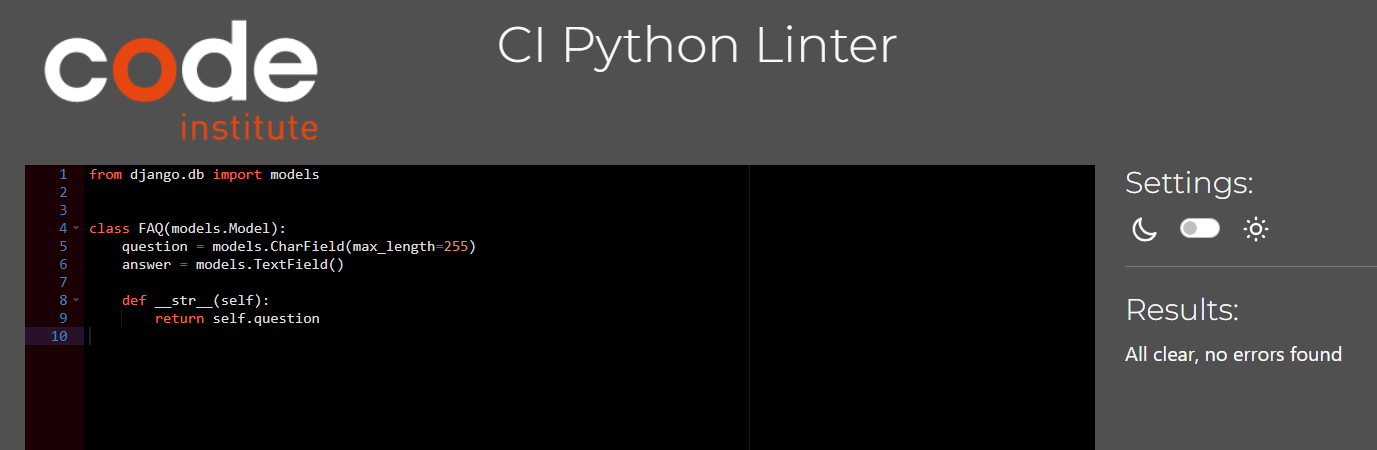 code
institute
CI Python Linter
1 from django.db import models
2
3
4 class FAQ(models.Model):
5     question = models.CharField(max_length=255)
6     answer = models.TextField()
7
8     def __str__(self):
9         return self.question
10
Settings:
Results:
All clear, no errors found